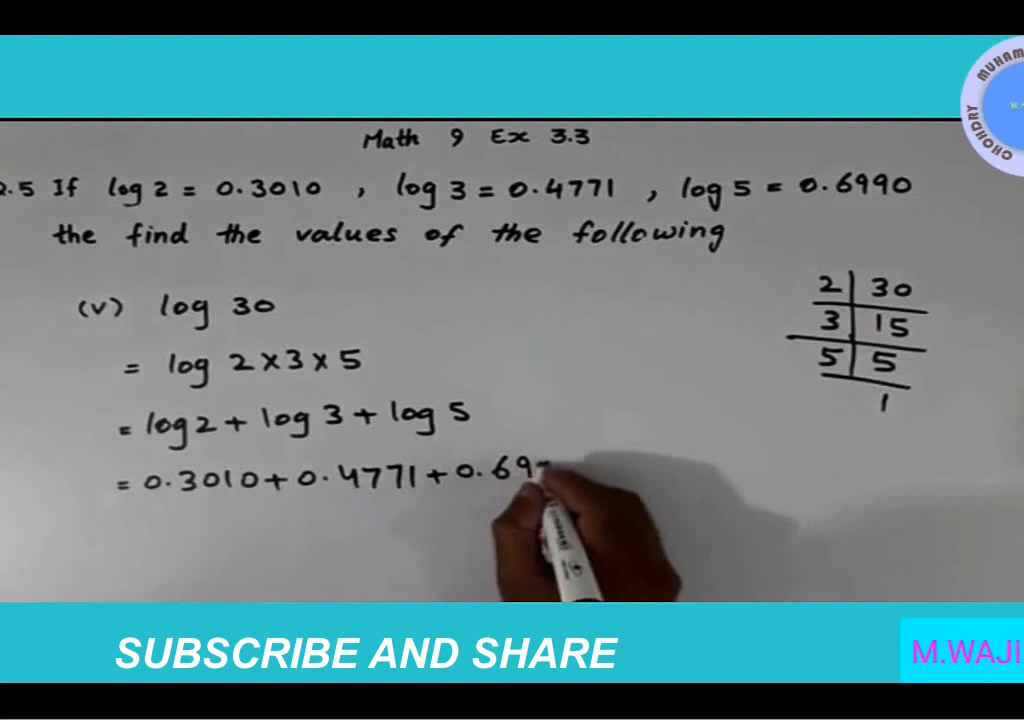 Math 9 Ex 3.3
.5 If log 2 = 0.3010 , log 3 = 0.4771 , log 5 = 0.6990
the find the values of the following
(v) log 30
= log 2 × 3 × 5
= log 2 + log 3 + log 5
= 0.3010 + 0.4771 + 0.69
2 | 30
3 | 15
5 | 5
1
MUHAM
CHOHDRY
SUBSCRIBE AND SHARE
M.WAJI